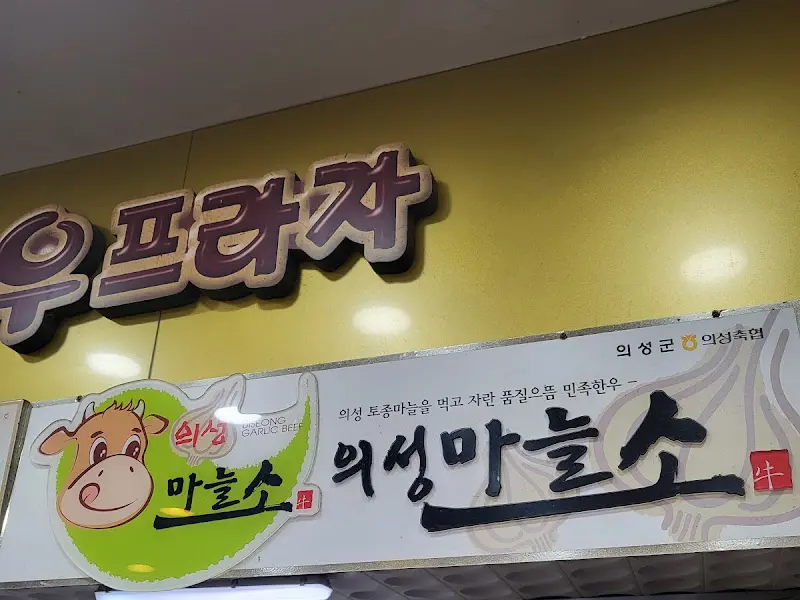 우프라자
의성군 의성축협
의성 토종마늘을 먹고 자란 품질으뜸 민족한우 -
의성마늘소
牛
의성
UISEONG
GARLIC BEEF
마늘소
牛